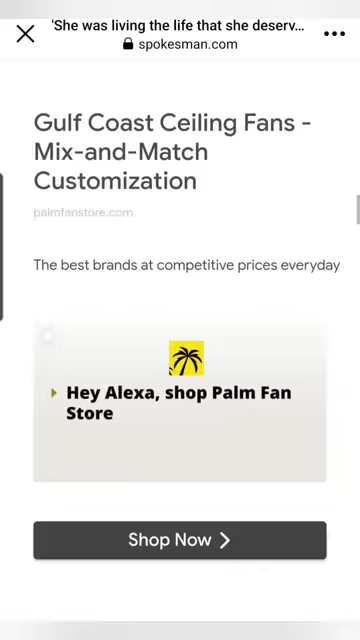 'She was living the life that she deserv...
spokesman.com
Gulf Coast Ceiling Fans -
Mix-and-Match
Customization
palmfanstore.com
The best brands at competitive prices everyday
Hey Alexa, shop Palm Fan
Store
Shop Now